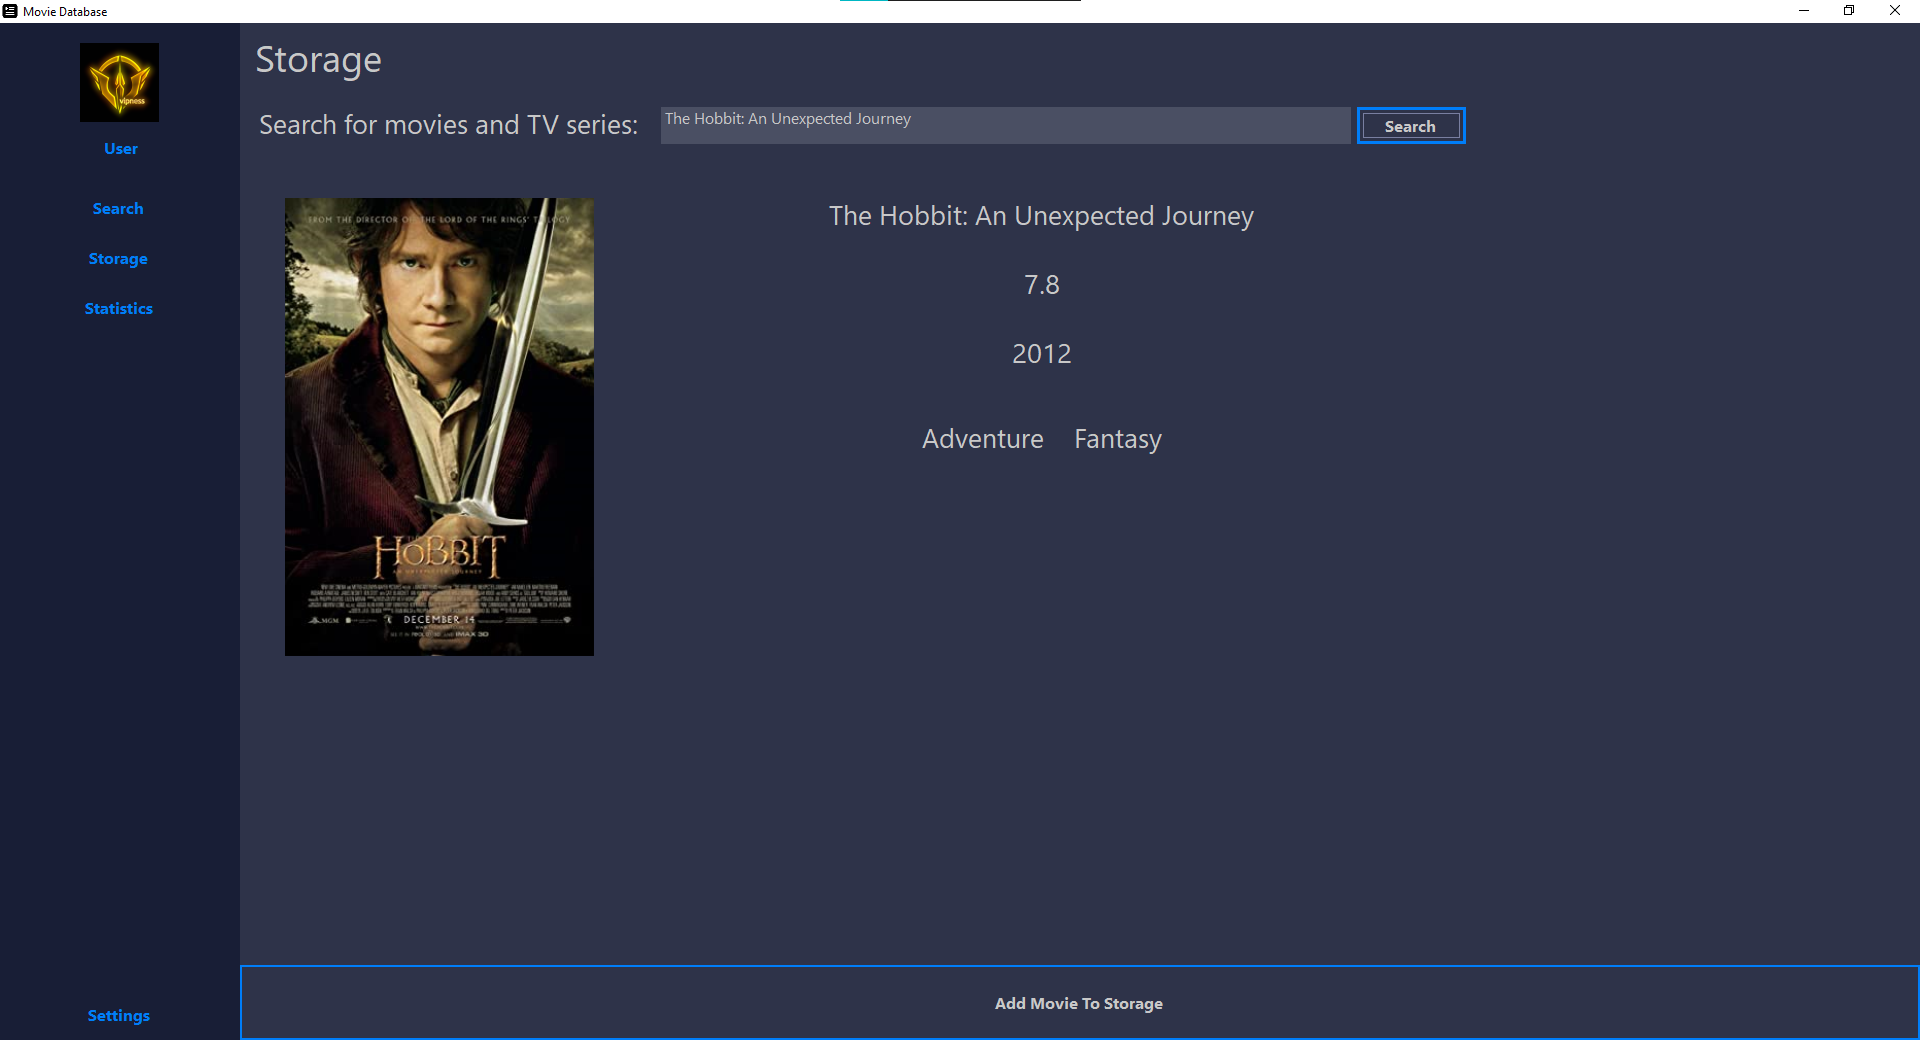 Movie Database
vipness
User
Search
Storage
Statistics
Settings
Storage
Search for movies and TV series:
The Hobbit: An Unexpected Journey
Search
FROM THE DIRECTOR OF THE LORD OF THE RINGS TRILOGY
THE
HOBBIT
AN UNEXPECTED JOURNEY
MGM
DECEMBER 14
IMAX 3D
The Hobbit: An Unexpected Journey
7.8
2012
Adventure Fantasy
Add Movie To Storage